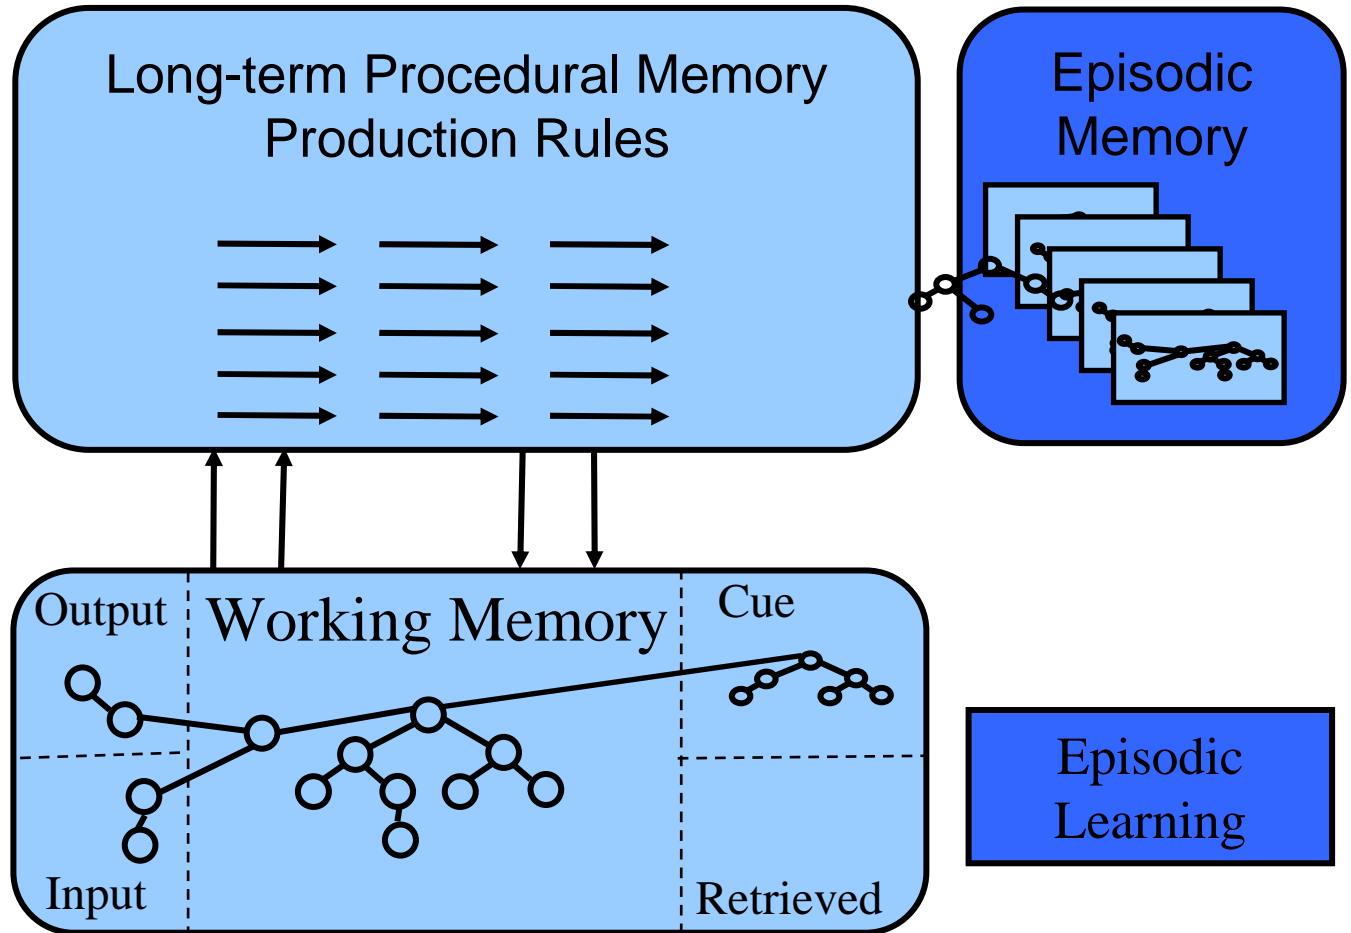 Long-term Procedural Memory
Production Rules
Episodic
Memory
Output
Working Memory
Cue
Input
Retrieved
Episodic
Learning